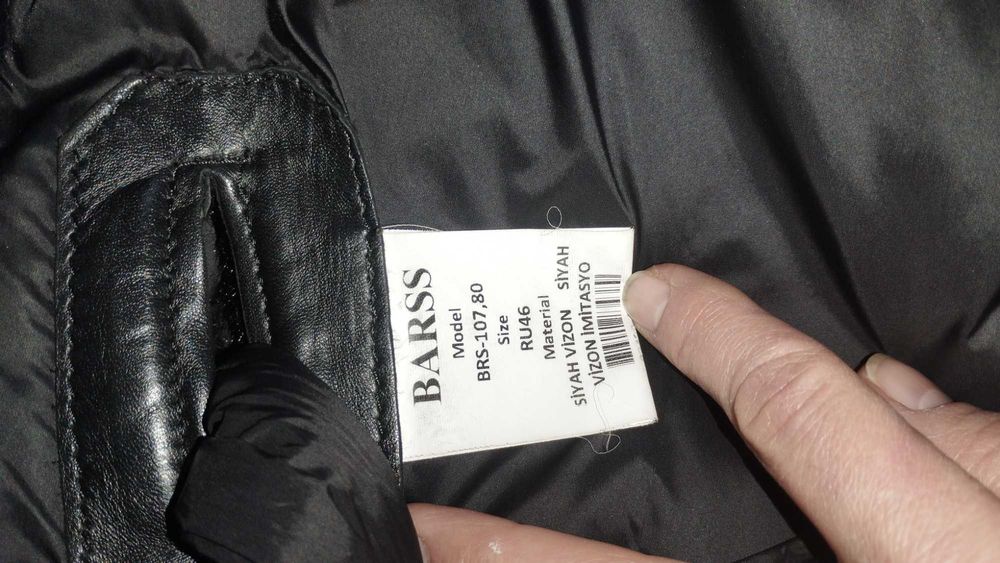 BARSS
Model
BRS-107,80
Size
RU46
Material
SİYAH VİZON SİYAH
VİZON İMİTASYO